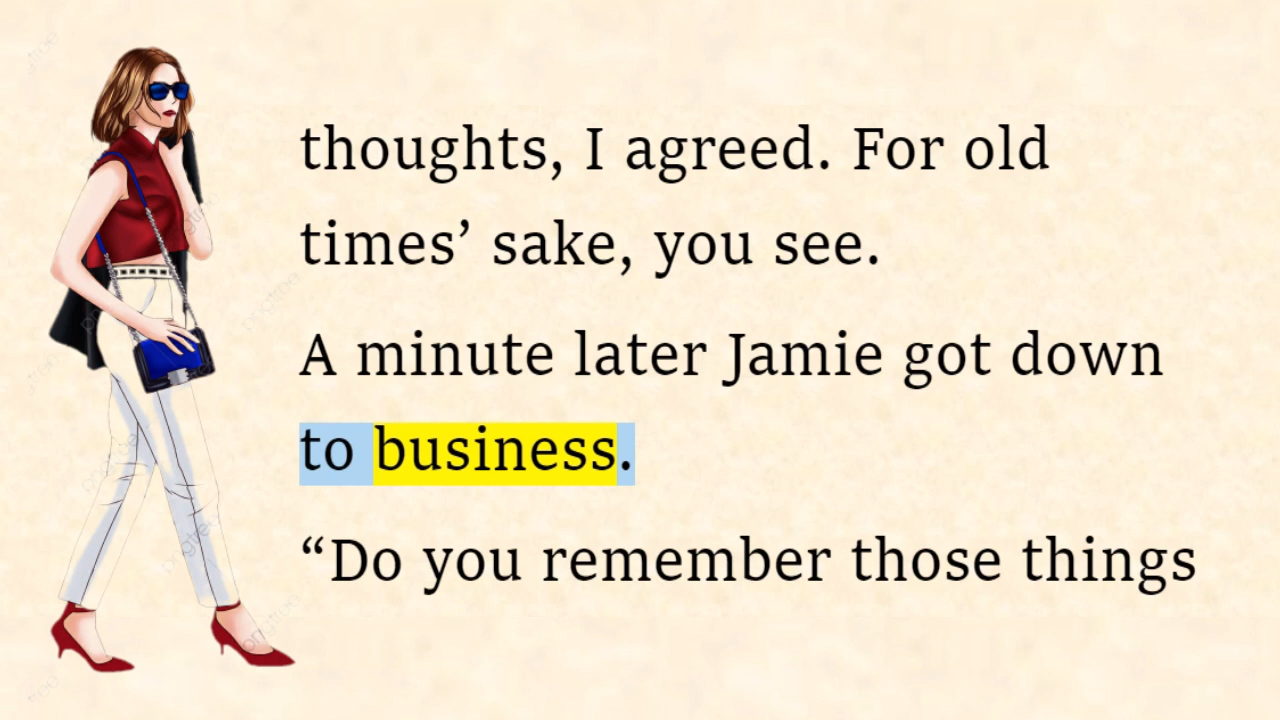 thoughts, I agreed. For old
times’ sake, you see.
A minute later Jamie got down
to business.
“Do you remember those things